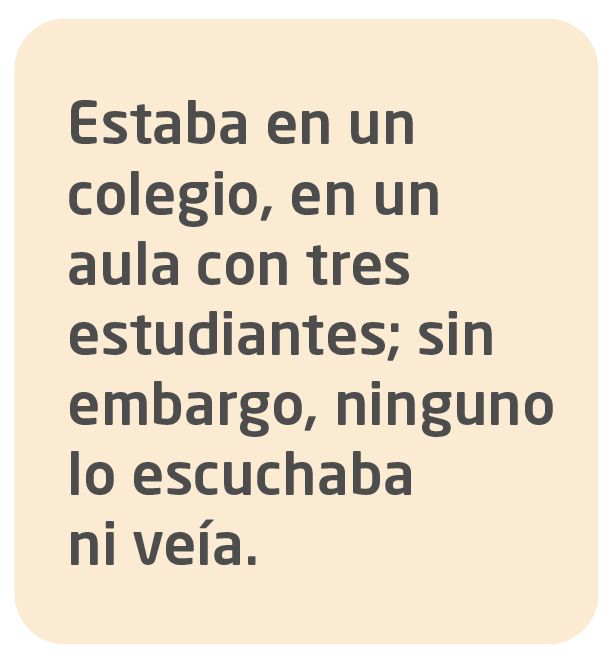 Estaba en un
colegio, en un
aula con tres
estudiantes; sin
embargo, ninguno
lo escuchaba
ni veía.